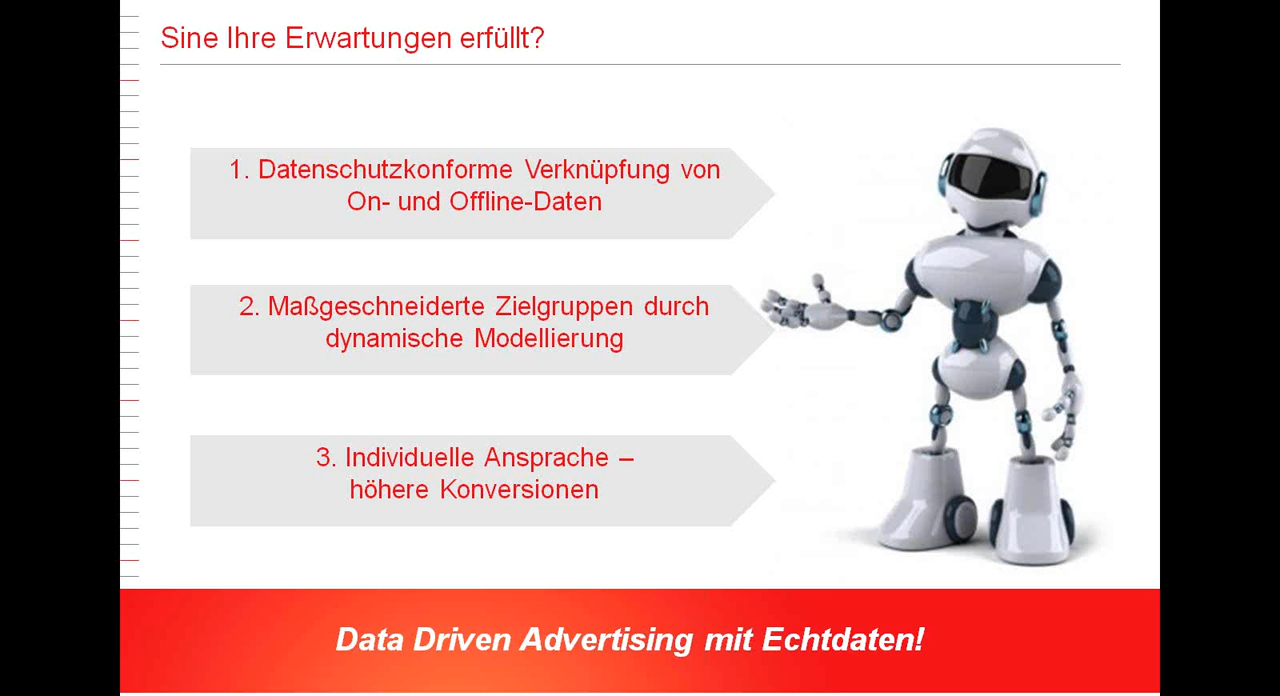 Sine Ihre Erwartungen erfüllt?
1. Datenschutzkonforme Verknüpfung von
On- und Offline-Daten
2. Maßgeschneiderte Zielgruppen durch
dynamische Modellierung
3. Individuelle Ansprache –
höhere Konversionen
Data Driven Advertising mit Echtdaten!